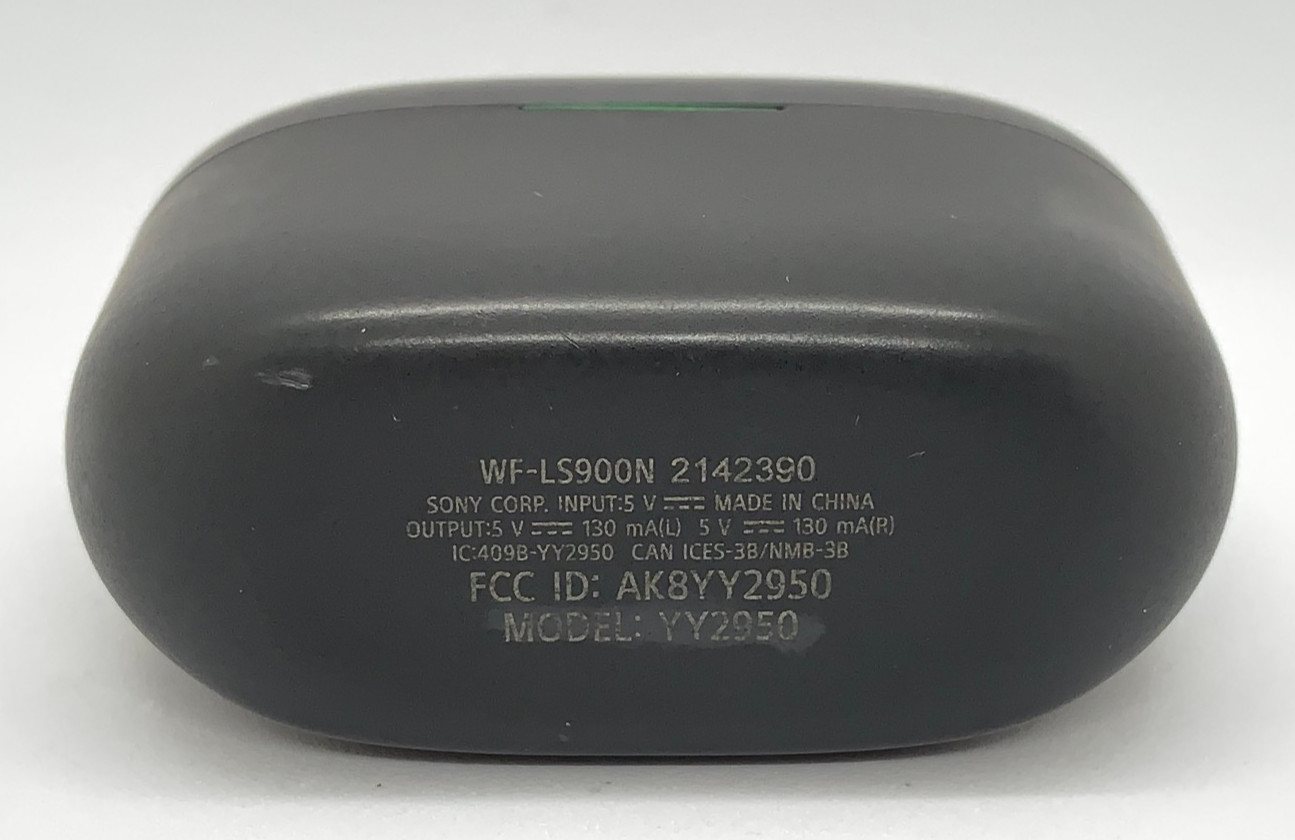 WF-LS900N 2142390
SONY CORP. INPUT:5 V ⎓ MADE IN CHINA
OUTPUT:5 V ⎓ 130 mA(L) 5 V ⎓ 130 mA(R)
IC:409B-YY2950 CAN ICES-3B/NMB-3B
FCC ID: AK8YY2950
MODEL: YY2950